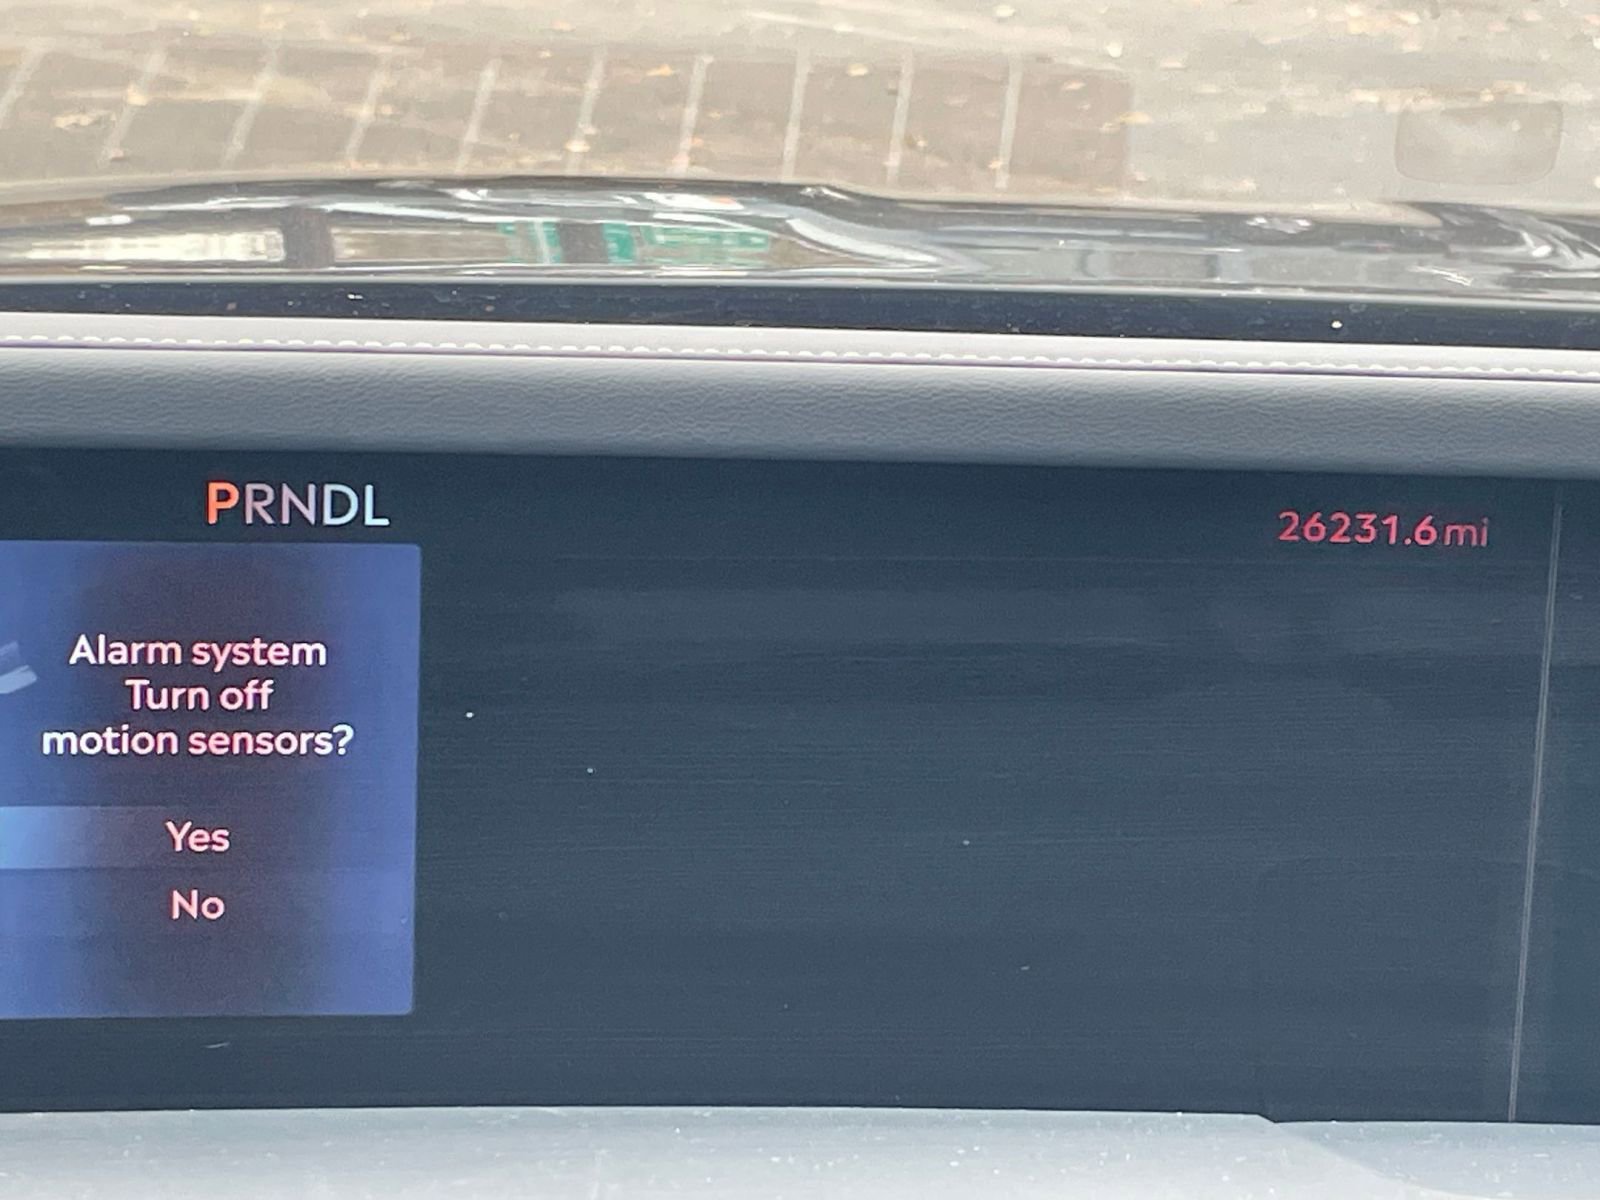 PRNDL
26231.6mi
Alarm system
Turn off
motion sensors?
Yes
No